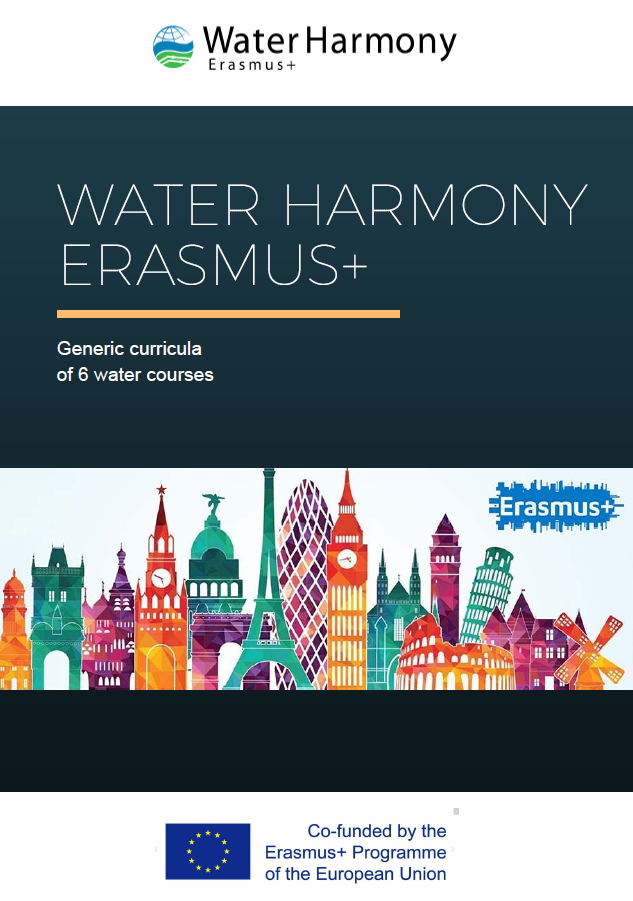 Water Harmony
Erasmus+
WATER HARMONY
ERASMUS+
Generic curricula
of 6 water courses
Erasmus+
Co-funded by the
Erasmus+ Programme
of the European Union